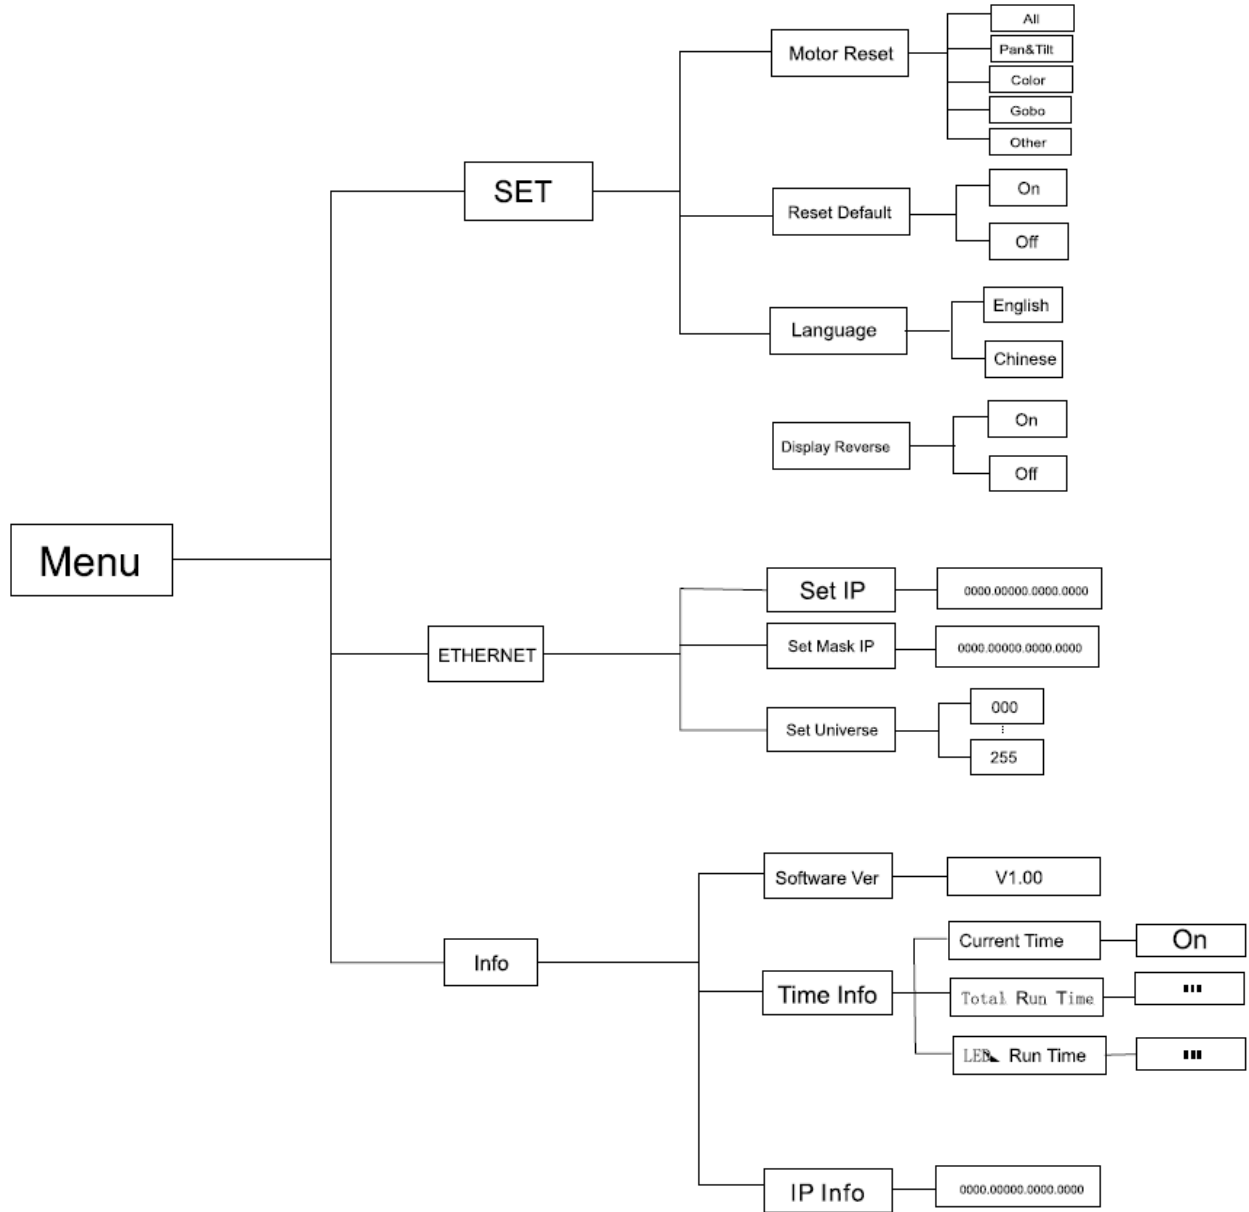 Menu
SET
Motor Reset
All
Pan&Tilt
Color
Gobo
Other
Reset Default
On
Off
Language
English
Chinese
Display Reverse
On
Off
ETHERNET
Set IP
0000.00000.0000.0000
Set Mask IP
0000.00000.0000.0000
Set Universe
000
⋮
255
Info
Software Ver
V1.00
Time Info
Current Time
On
Total Run Time
LED Run Time
IP Info
0000.00000.0000.0000